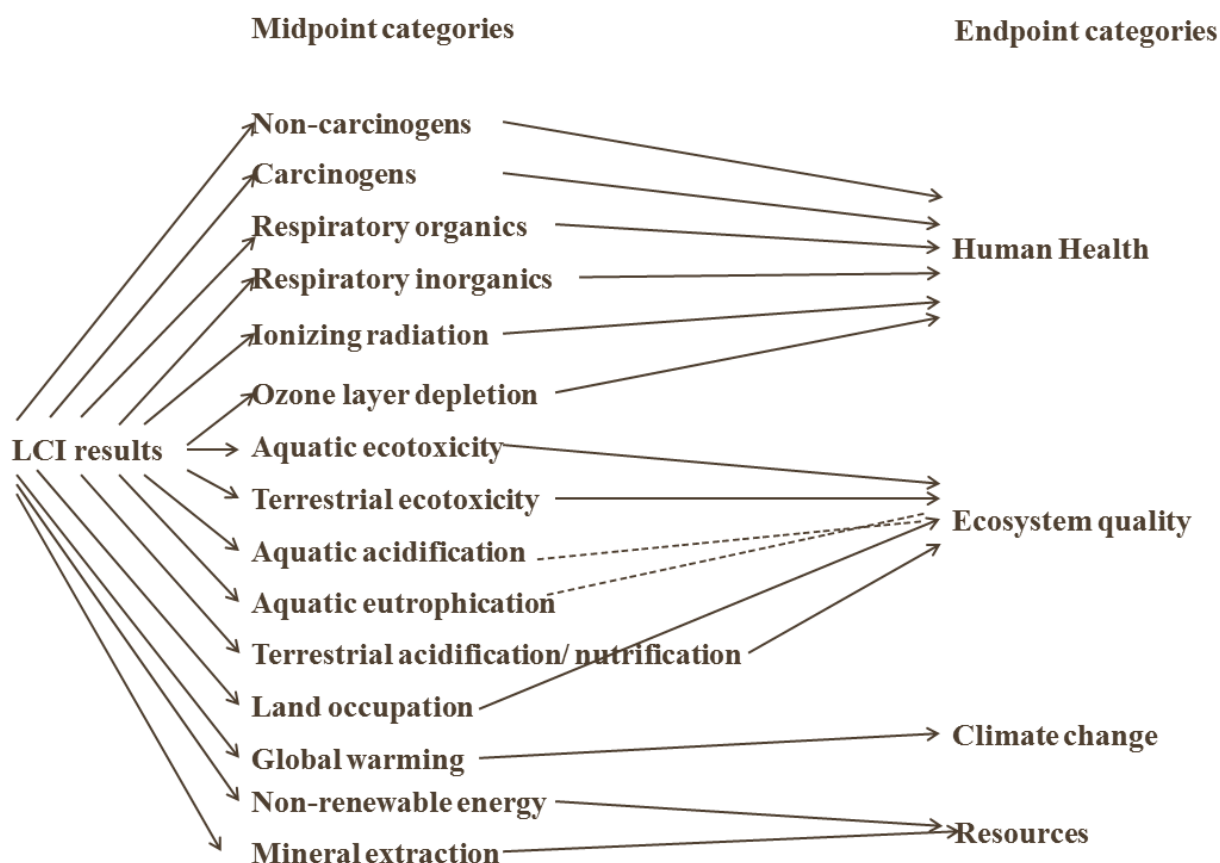 Midpoint categories
Endpoint categories
Non-carcinogens
Carcinogens
Respiratory organics
Human Health
Respiratory inorganics
Ionizing radiation
Ozone layer depletion
LCI results
Aquatic ecotoxicity
Terrestrial ecotoxicity
Ecosystem quality
Aquatic acidification
Aquatic eutrophication
Terrestrial acidification/ nutrification
Land occupation
Climate change
Global warming
Non-renewable energy
Resources
Mineral extraction